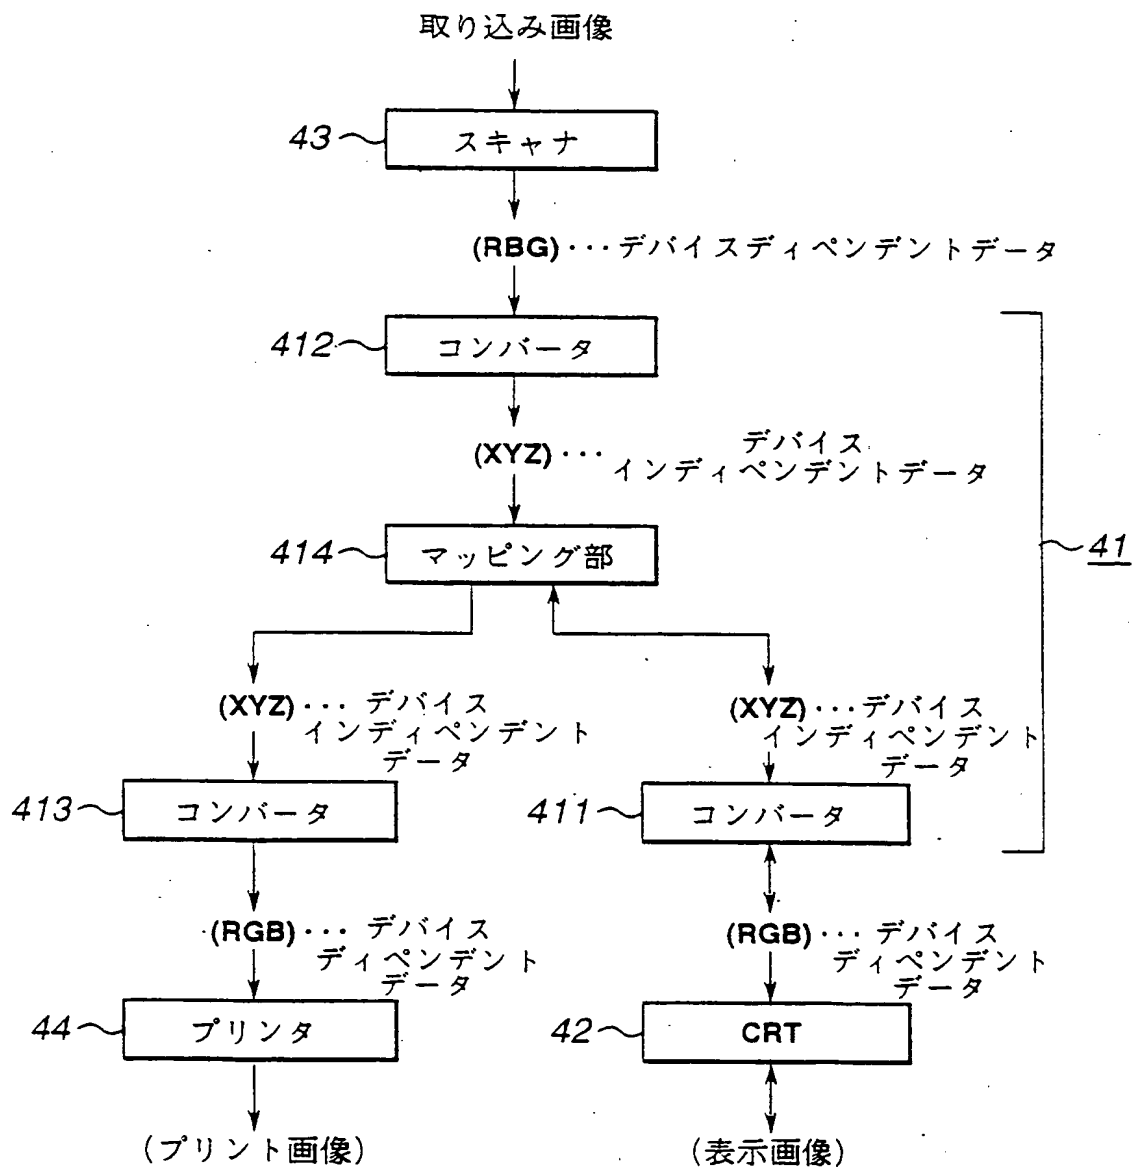 取り込み画像
43 スキャナ
(RBG)···デバイスディペンデントデータ
412 コンバータ
(XYZ)··· デバイス
インディペンデントデータ
414 マッピング部
41
(XYZ)··· デバイス
インディペンデント
データ
(XYZ)···デバイス
インディペンデント
データ
413 コンバータ
411 コンバータ
(RGB)··· デバイス
ディペンデント
データ
(RGB)···デバイス
ディペンデント
データ
44 プリンタ
42 CRT
(プリント画像)
(表示画像)